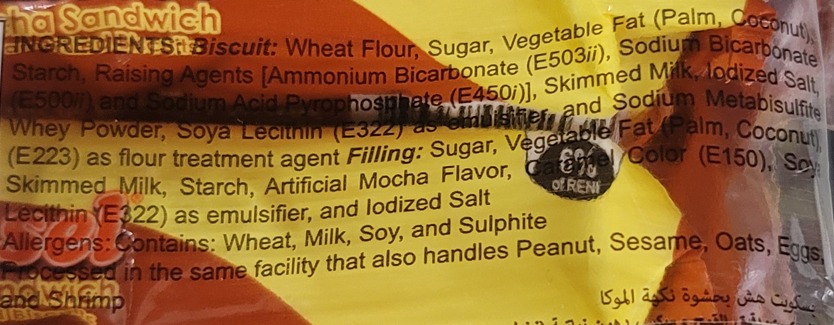 ha Sandwich
INGREDIENTS: Biscuit: Wheat Flour, Sugar, Vegetable Fat (Palm, Coconut),
Starch, Raising Agents [Ammonium Bicarbonate (E503ii), Sodium Bicarbonate
(E500ii) and Sodium Acid Pyrophosphate (E450i)], Skimmed Milk, Iodized Salt,
Whey Powder, Soya Lecithin (E322) as emulsifier, and Sodium Metabisulfite
(E223) as flour treatment agent Filling: Sugar, Vegetable Fat (Palm, Coconut),
Skimmed Milk, Starch, Artificial Mocha Flavor, Caramel Color (E150), Soy
Lecithin (E322) as emulsifier, and Iodized Salt
Allergens: Contains: Wheat, Milk, Soy, and Sulphite
Processed in the same facility that also handles Peanut, Sesame, Oats, Eggs,
and Shrimp
6%
of RENI
بسكويت هش بحشوة نكهة الموكا